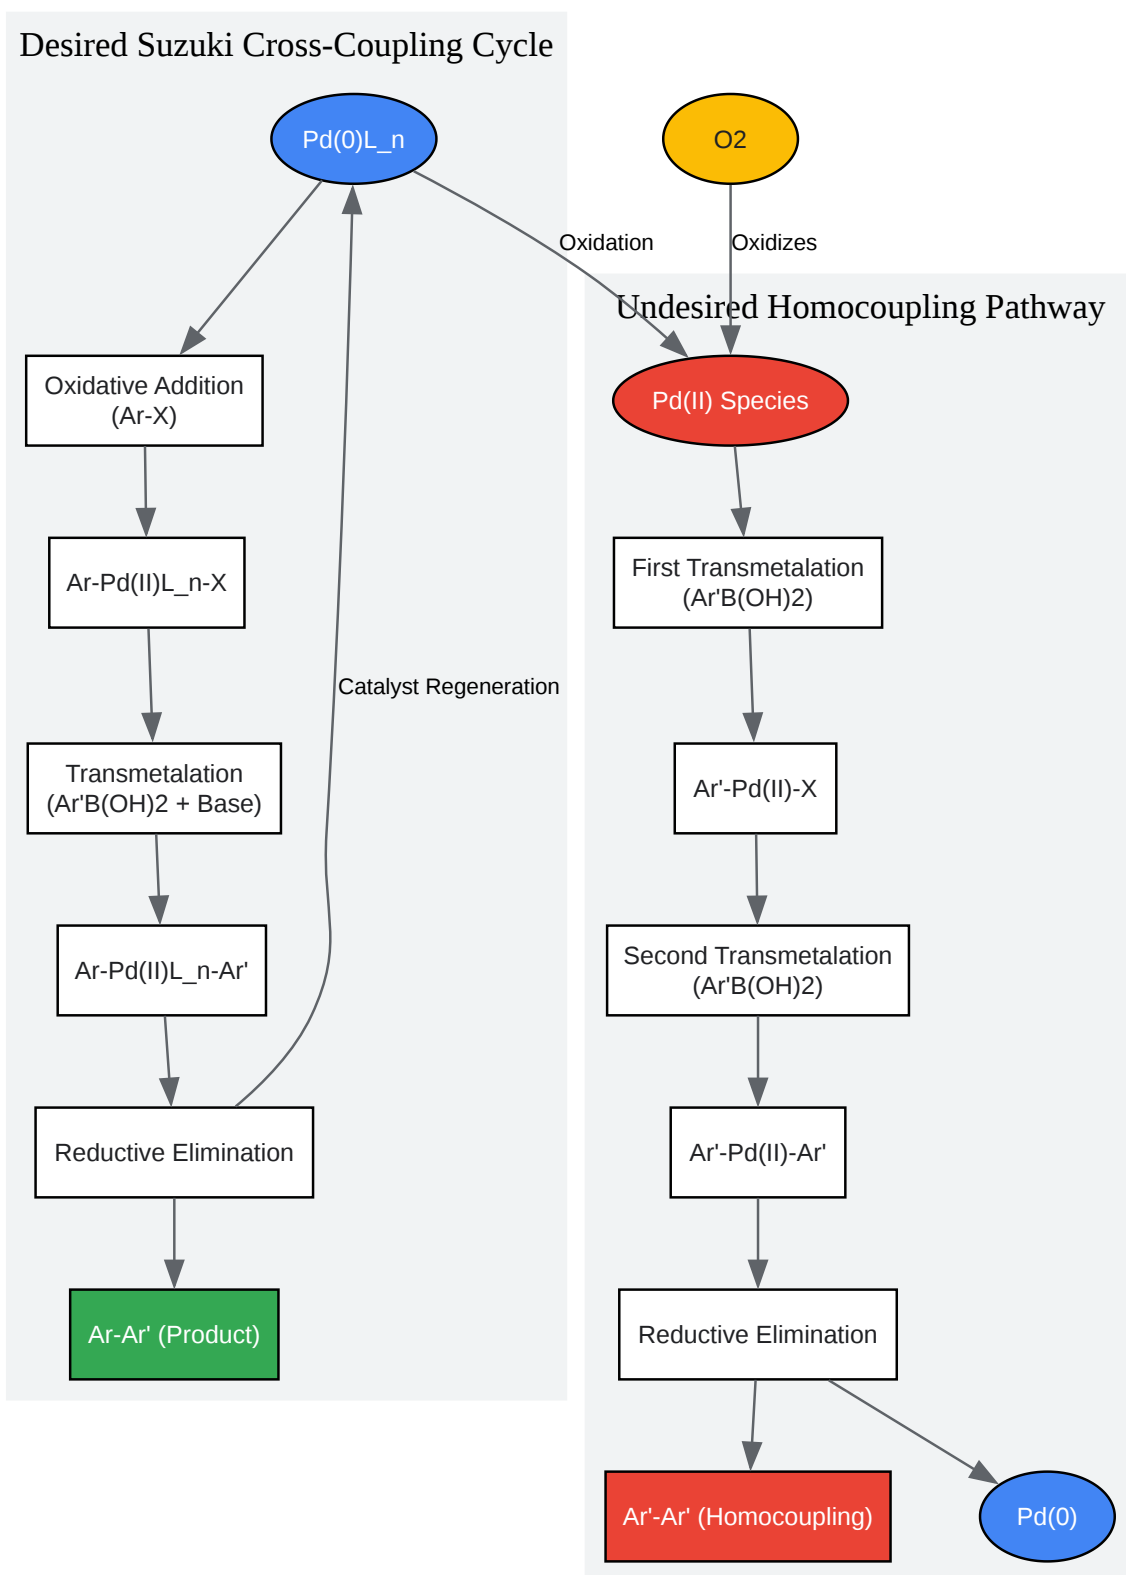 Desired Suzuki Cross-Coupling Cycle
Pd(0)L_n
O2
Oxidation
Oxidizes
Undesired Homocoupling Pathway
Oxidative Addition
(Ar-X)
Pd(II) Species
Ar-Pd(II)L_n-X
First Transmetalation
(Ar'B(OH)2)
Catalyst Regeneration
Transmetalation
(Ar'B(OH)2 + Base)
Ar'-Pd(II)-X
Ar-Pd(II)L_n-Ar'
Second Transmetalation
(Ar'B(OH)2)
Reductive Elimination
Ar'-Pd(II)-Ar'
Ar-Ar' (Product)
Reductive Elimination
Ar'-Ar' (Homocoupling)
Pd(0)